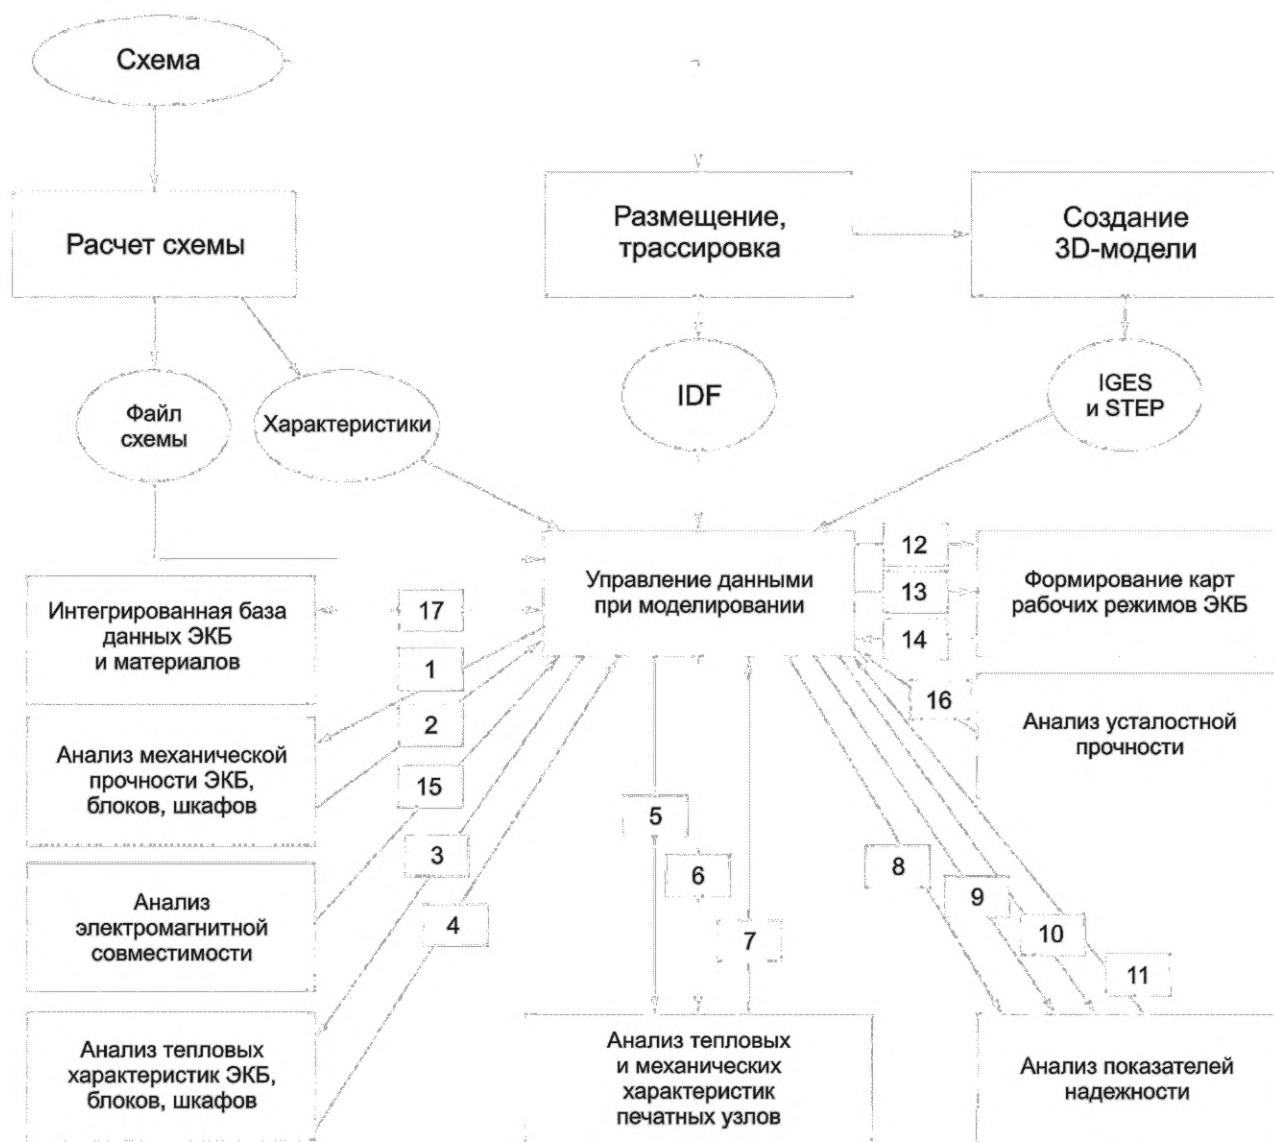 Схема
Расчет схемы
Размещение,
трассировка
Создание
3D-модели
Файл
схемы
Характеристики
IDF
IGES
и STEP
Управление данными
при моделировании
12
13
14
16
Формирование карт
рабочих режимов ЭКБ
Интегрированная база
данных ЭКБ
и материалов
17
1
2
15
3
4
Анализ усталостной
прочности
Анализ механической
прочности ЭКБ,
блоков, шкафов
5
6
7
8
9
10
11
Анализ
электромагнитной
совместимости
Анализ тепловых
характеристик ЭКБ,
блоков, шкафов
Анализ тепловых
и механических
характеристик
печатных узлов
Анализ показателей
надежности